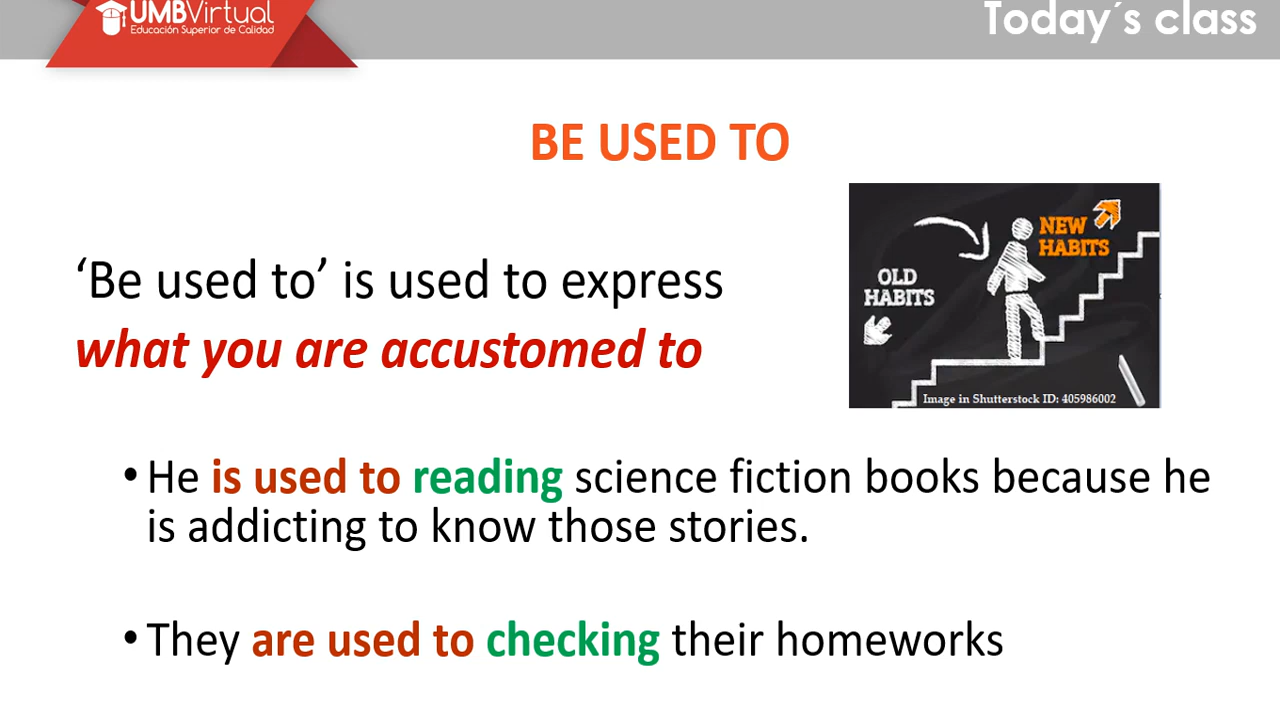 UMBVirtual
Educación Superior de Calidad
Today´s class
BE USED TO
‘Be used to’ is used to express
what you are accustomed to
NEW
HABITS
OLD
HABITS
Image in Shutterstock ID: 405986002
• He is used to reading science fiction books because he
is addicting to know those stories.
• They are used to checking their homeworks